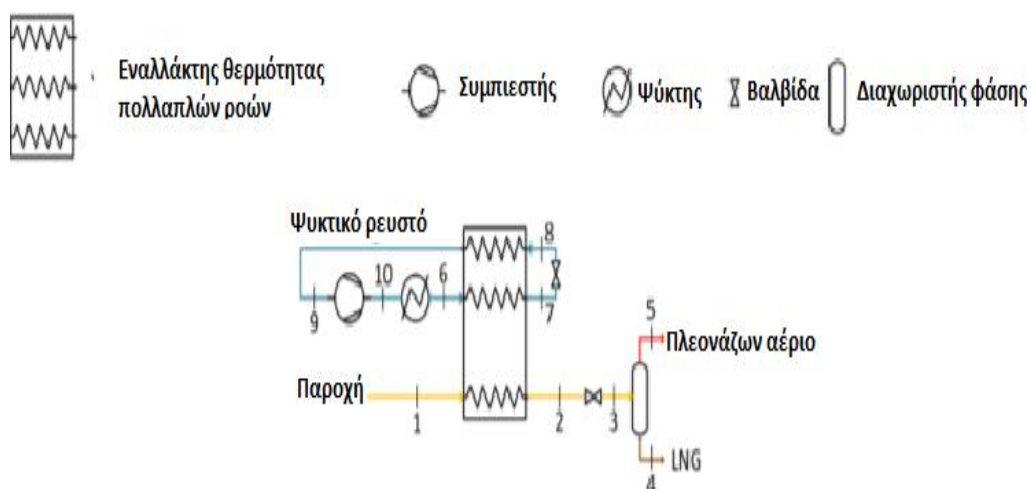 Εναλλάκτης θερμότητας
πολλαπλών ροών
Συμπιεστής
Ψύκτης
Βαλβίδα
Διαχωριστής φάσης
Ψυκτικό ρευστό
8
10
6
9
7
5
Πλεονάζων αέριο
Παροχή
1
2
3
LNG
4